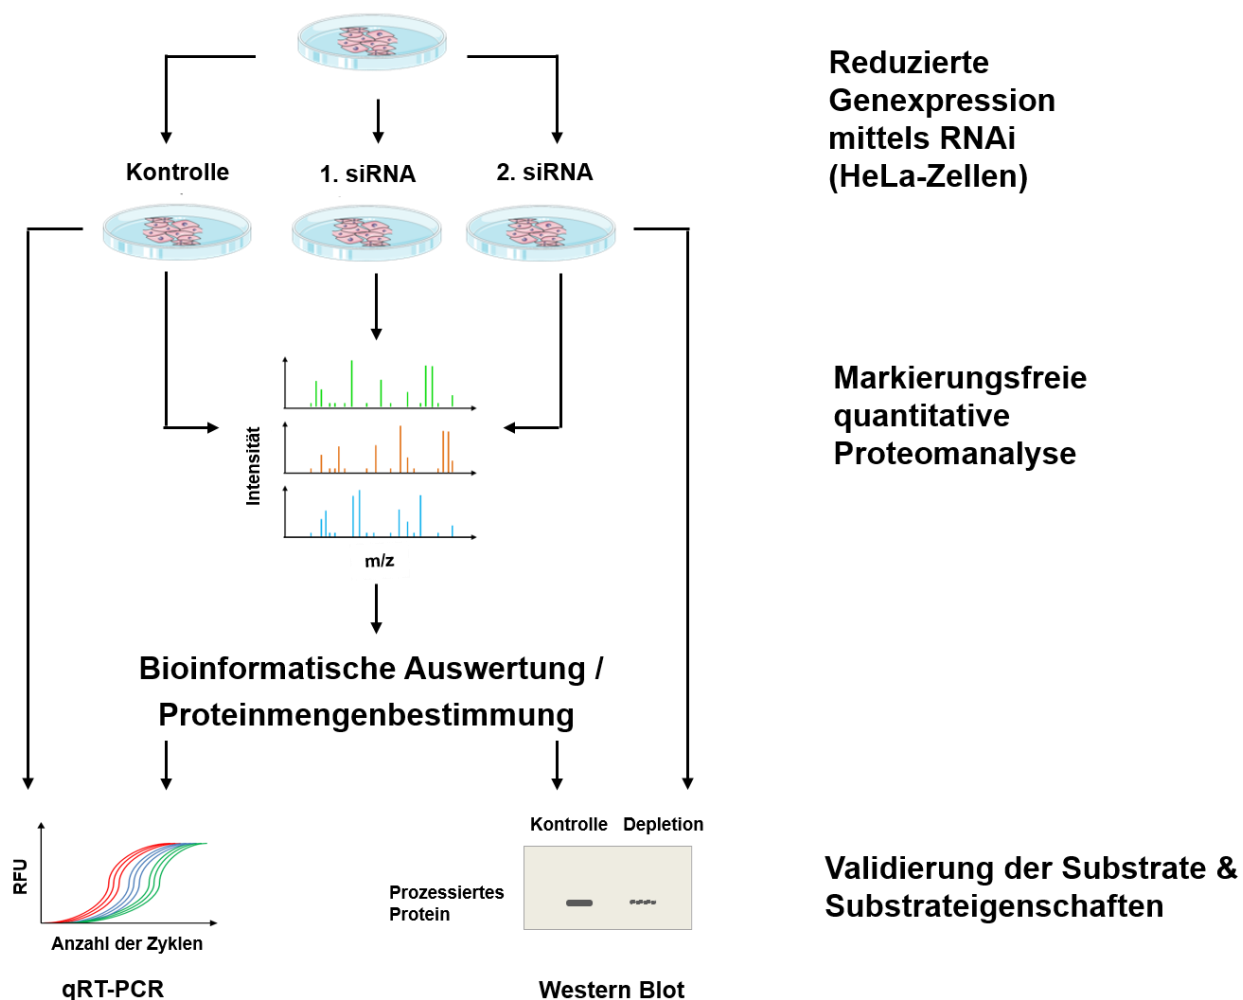 Reduzierte
Genexpression
mittels RNAi
(HeLa-Zellen)
Kontrolle
1. siRNA
2. siRNA
Markierungsfreie
quantitative
Proteomanalyse
Intensität
m/z
Bioinformatische Auswertung /
Proteinmengenbestimmung
RFU
Anzahl der Zyklen
qRT-PCR
Kontrolle
Depletion
Prozessiertes
Protein
Western Blot
Validierung der Substrate &
Substrateigenschaften